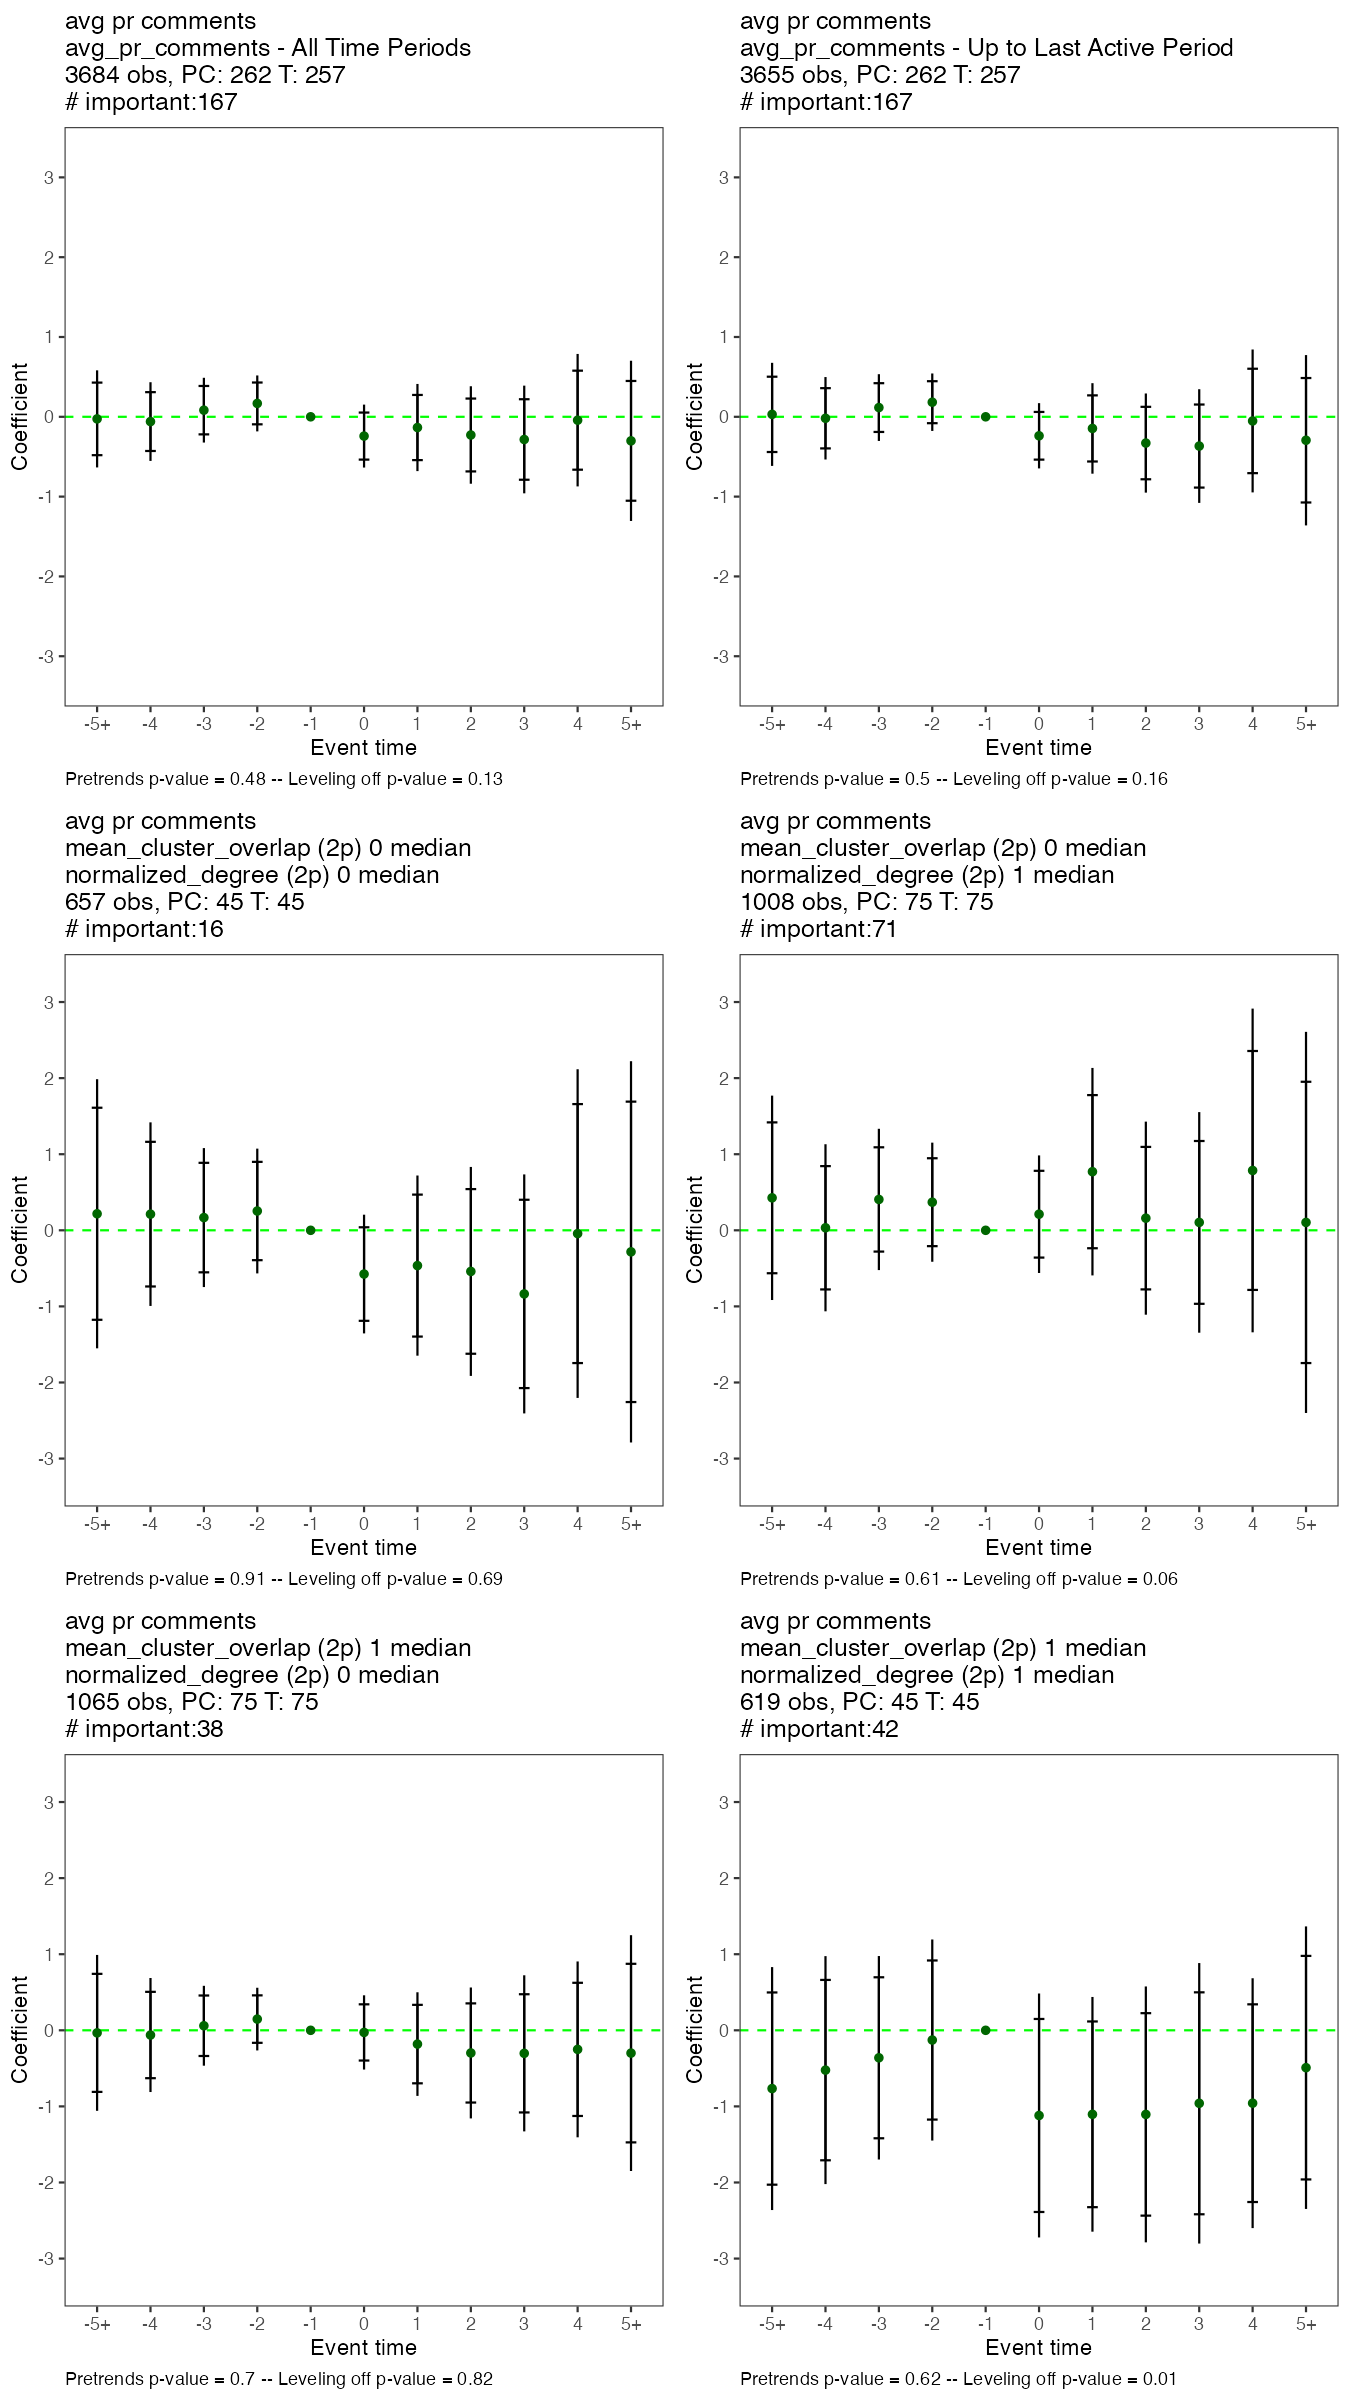 avg pr comments
avg_pr_comments - All Time Periods
3684 obs, PC: 262 T: 257
# important:167
3
2
1
0
-1
-2
-3
Coefficient
-5+ -4 -3 -2 -1 0 1 2 3 4 5+
Event time
Pretrends p-value = 0.48 -- Leveling off p-value = 0.13
avg pr comments
avg_pr_comments - Up to Last Active Period
3655 obs, PC: 262 T: 257
# important:167
3
2
1
0
-1
-2
-3
Coefficient
-5+ -4 -3 -2 -1 0 1 2 3 4 5+
Event time
Pretrends p-value = 0.5 -- Leveling off p-value = 0.16
avg pr comments
mean_cluster_overlap (2p) 0 median
normalized_degree (2p) 0 median
657 obs, PC: 45 T: 45
# important:16
3
2
1
0
-1
-2
-3
Coefficient
-5+ -4 -3 -2 -1 0 1 2 3 4 5+
Event time
Pretrends p-value = 0.91 -- Leveling off p-value = 0.69
avg pr comments
mean_cluster_overlap (2p) 0 median
normalized_degree (2p) 1 median
1008 obs, PC: 75 T: 75
# important:71
3
2
1
0
-1
-2
-3
Coefficient
-5+ -4 -3 -2 -1 0 1 2 3 4 5+
Event time
Pretrends p-value = 0.61 -- Leveling off p-value = 0.06
avg pr comments
mean_cluster_overlap (2p) 1 median
normalized_degree (2p) 0 median
1065 obs, PC: 75 T: 75
# important:38
3
2
1
0
-1
-2
-3
Coefficient
-5+ -4 -3 -2 -1 0 1 2 3 4 5+
Event time
Pretrends p-value = 0.7 -- Leveling off p-value = 0.82
avg pr comments
mean_cluster_overlap (2p) 1 median
normalized_degree (2p) 1 median
619 obs, PC: 45 T: 45
# important:42
3
2
1
0
-1
-2
-3
Coefficient
-5+ -4 -3 -2 -1 0 1 2 3 4 5+
Event time
Pretrends p-value = 0.62 -- Leveling off p-value = 0.01